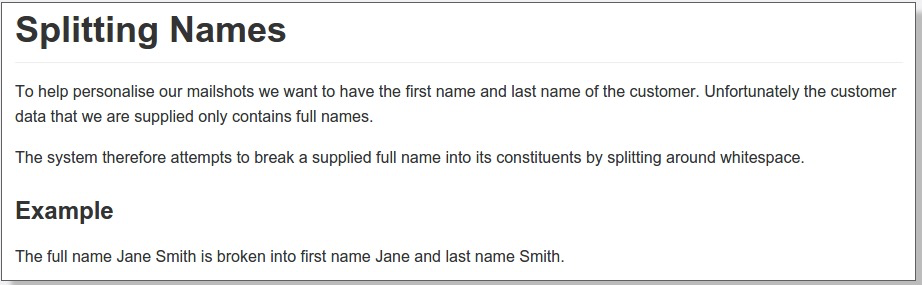 Splitting Names
To help personalise our mailshots we want to have the first name and last name of the customer. Unfortunately the customer
data that we are supplied only contains full names.
The system therefore attempts to break a supplied full name into its constituents by splitting around whitespace.
Example
The full name Jane Smith is broken into first name Jane and last name Smith.